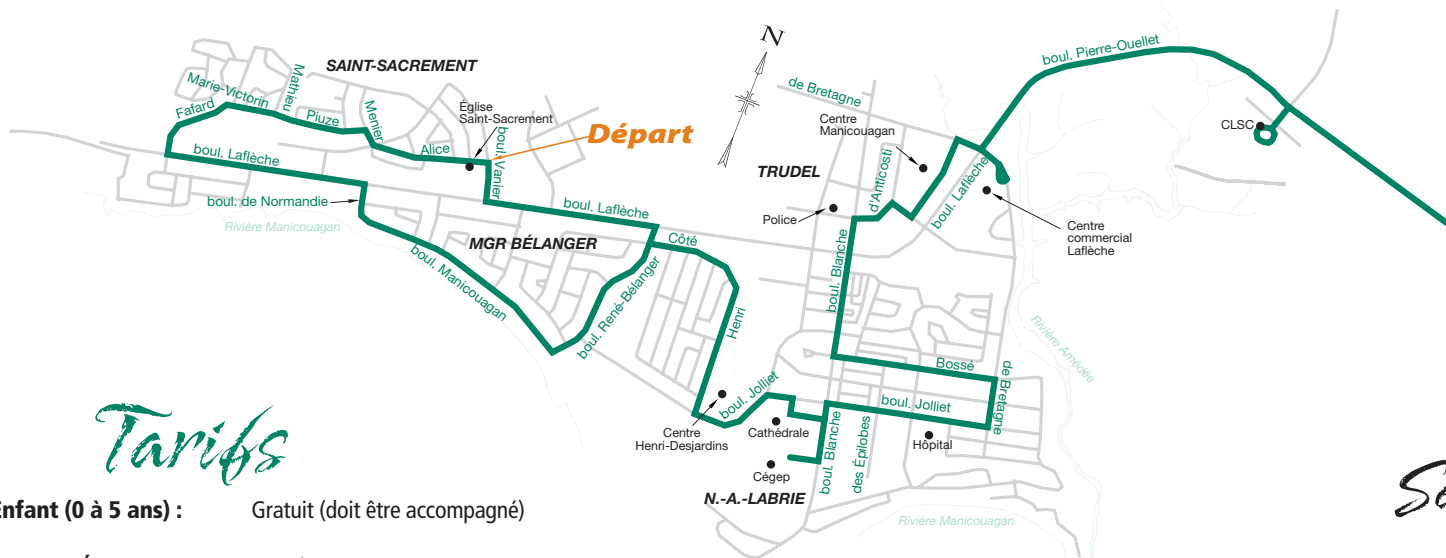 N
SAINT-SACREMENT
Marie-Victorin
Mathieu
Fafard
Piuze
Menier
Église
Saint-Sacrement
Alice
boul. Vanier
Départ
boul. Laflèche
boul. de Normandie
Rivière Manicouagan
boul. Manicouagan
MGR BÉLANGER
boul. Laflèche
Côté
boul. René-Bélanger
Henri
boul. Jolliet
Centre
Henri-Desjardins
Cathédrale
Cégep
N.-A.-LABRIE
boul. Blanche
des Épilobes
Hôpital
boul. Jolliet
Bossé
de Bretagne
Rivière Amédée
Rivière Manicouagan
boul. Blanche
Police
TRUDEL
d'Anticosti
Centre
Manicouagan
de Bretagne
boul. Laflèche
Centre
commercial
Laflèche
boul. Pierre-Ouellet
CLSC
Tarifs
Enfant (0 à 5 ans) : Gratuit (doit être accompagné)